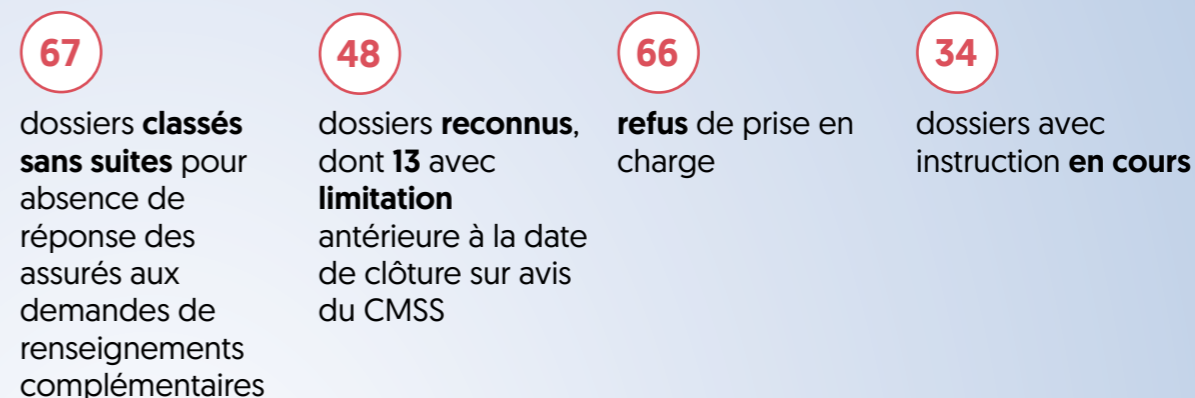 67
dossiers classés
sans suites pour
absence de
réponse des
assurés aux
demandes de
renseignements
complémentaires
48
dossiers reconnus,
dont 13 avec
limitation
antérieure à la date
de clôture sur avis
du CMSS
66
refus de prise en
charge
34
dossiers avec
instruction en cours